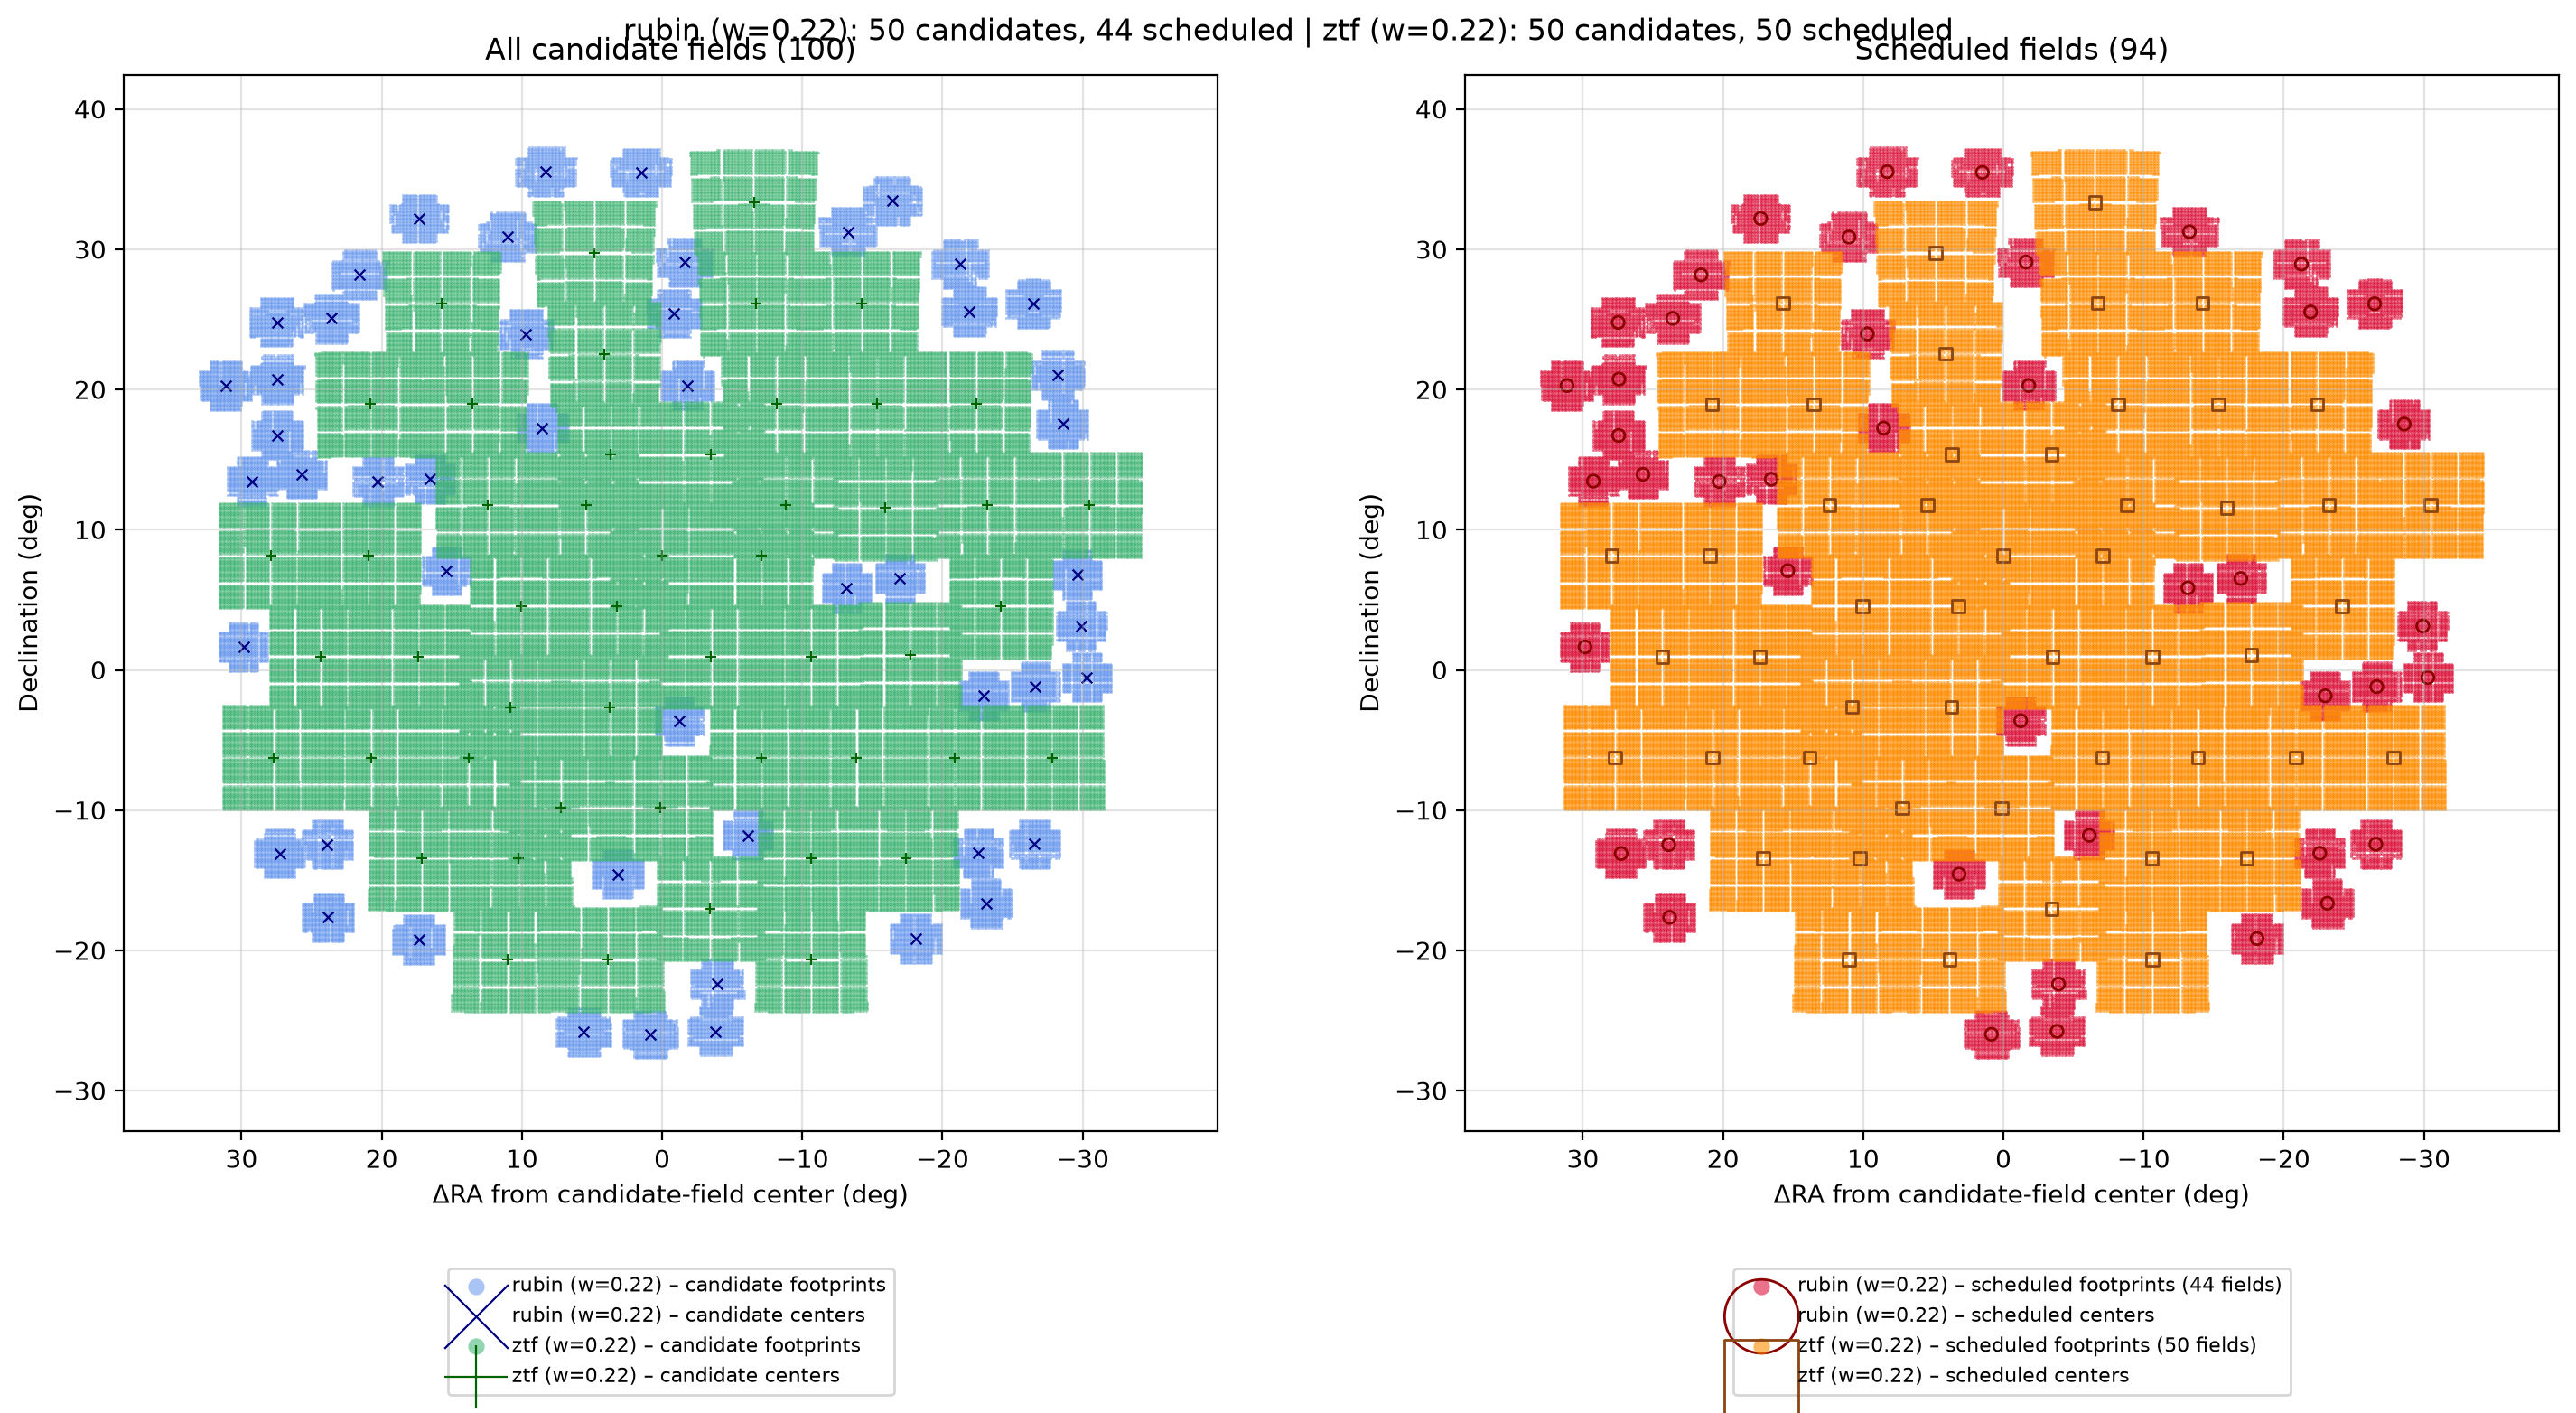 rubin (w=0.22): 50 candidates, 44 scheduled | ztf (w=0.22): 50 candidates, 50 scheduled
All candidate fields (100)
Declination (deg)
40
30
20
10
0
−10
−20
−30
30 20 10 0 −10 −20 −30
ΔRA from candidate-field center (deg)
rubin (w=0.22) – candidate footprints
rubin (w=0.22) – candidate centers
ztf (w=0.22) – candidate footprints
ztf (w=0.22) – candidate centers
Scheduled fields (94)
Declination (deg)
40
30
20
10
0
−10
−20
−30
30 20 10 0 −10 −20 −30
ΔRA from candidate-field center (deg)
rubin (w=0.22) – scheduled footprints (44 fields)
rubin (w=0.22) – scheduled centers
ztf (w=0.22) – scheduled footprints (50 fields)
ztf (w=0.22) – scheduled centers